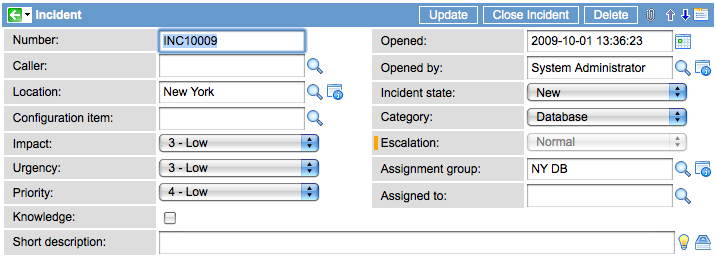 Incident Update Close Incident Delete
Number: INC10009 Opened: 2009-10-01 13:36:23
Caller: Opened by: System Administrator
Location: New York Incident state: New
Configuration item: Category: Database
Impact: 3 - Low Escalation: Normal
Urgency: 3 - Low Assignment group: NY DB
Priority: 4 - Low Assigned to:
Knowledge:
Short description: